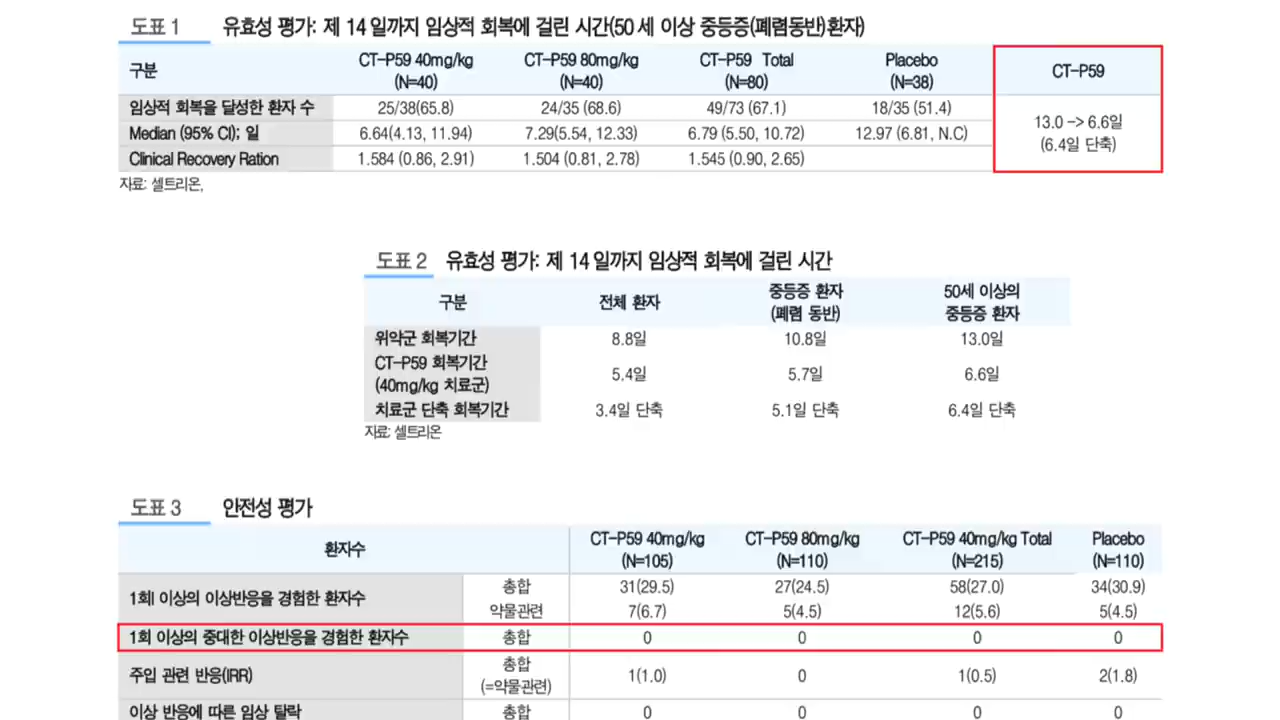 도표 1 유효성 평가: 제 14일까지 임상적 회복에 걸린 시간(50세 이상 중등증(폐렴동반)환자)
구분 CT-P59 40mg/kg (N=40) CT-P59 80mg/kg (N=40) CT-P59 Total (N=80) Placebo (N=38) CT-P59
임상적 회복을 달성한 환자 수 25/38(65.8) 24/35 (68.6) 49/73 (67.1) 18/35 (51.4)
Median (95% CI); 일 6.64(4.13, 11.94) 7.29(5.54, 12.33) 6.79 (5.50, 10.72) 12.97 (6.81, N.C)
13.0 -> 6.6일
(6.4일 단축)
Clinical Recovery Ration 1.584 (0.86, 2.91) 1.504 (0.81, 2.78) 1.545 (0.90, 2.65)
자료: 셀트리온,
도표 2 유효성 평가: 제 14일까지 임상적 회복에 걸린 시간
구분 전체 환자 중등증 환자 (폐렴 동반) 50세 이상의 중등증 환자
위약군 회복기간 8.8일 10.8일 13.0일
CT-P59 회복기간
(40mg/kg 치료군) 5.4일 5.7일 6.6일
치료군 단축 회복기간 3.4일 단축 5.1일 단축 6.4일 단축
자료: 셀트리온
도표 3 안전성 평가
환자수 CT-P59 40mg/kg (N=105) CT-P59 80mg/kg (N=110) CT-P59 40mg/kg Total (N=215) Placebo (N=110)
1회 이상의 이상반응을 경험한 환자수 총합 31(29.5) 27(24.5) 58(27.0) 34(30.9)
약물관련 7(6.7) 5(4.5) 12(5.6) 5(4.5)
1회 이상의 중대한 이상반응을 경험한 환자수 총합 0 0 0 0
주입 관련 반응(IRR) 총합 (=약물관련) 1(1.0) 0 1(0.5) 2(1.8)
이상 반응에 따른 임상 탈락 총합 0 0 0 0